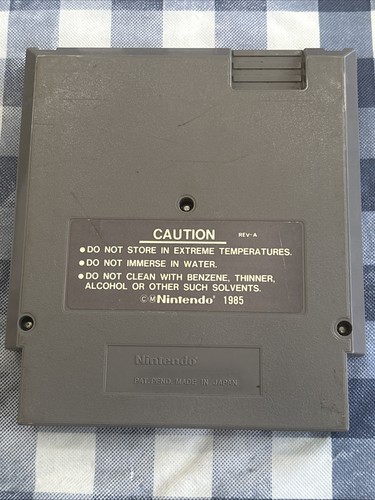 CAUTION REV-A
●DO NOT STORE IN EXTREME TEMPERATURES.
●DO NOT IMMERSE IN WATER.
●DO NOT CLEAN WITH BENZENE, THINNER,
ALCOHOL OR OTHER SUCH SOLVENTS.
©ⓂNintendo® 1985
Nintendo®
PAT. PEND. MADE IN JAPAN